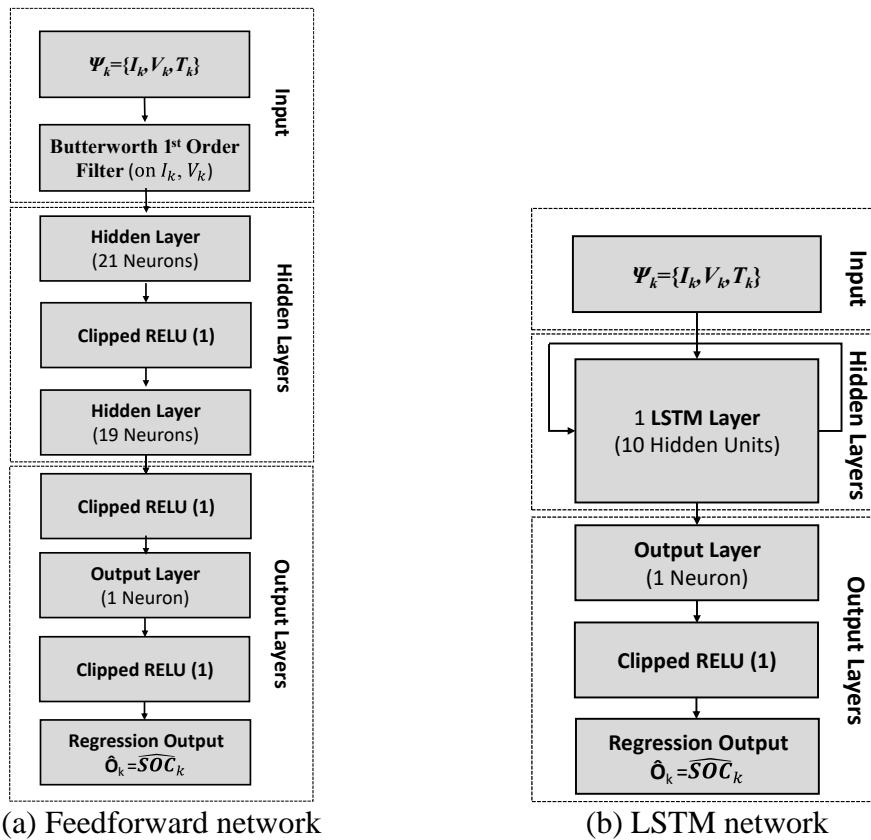 Ψk={Ik,Vk,Tk}
Butterworth 1st Order
Filter (on Ik, Vk)
Input
Hidden Layer
(21 Neurons)
Clipped RELU (1)
Hidden Layer
(19 Neurons)
Hidden Layers
Clipped RELU (1)
Output Layer
(1 Neuron)
Clipped RELU (1)
Regression Output
Ôk=SOĈk
Output Layers
(a) Feedforward network
Ψk={Ik,Vk,Tk}
Input
1 LSTM Layer
(10 Hidden Units)
Hidden Layers
Output Layer
(1 Neuron)
Clipped RELU (1)
Regression Output
Ôk=SOĈk
Output Layers
(b) LSTM network